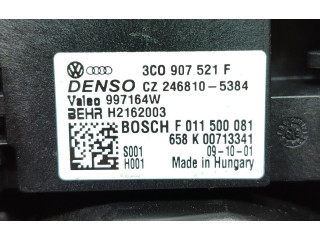 3C0 907 521 F
DENSO CZ 246810-5384
Valeo 997164W
BEHR H2162003
BOSCH F 011 500 081
658 K 00713341
S001 09-10-01
H001 Made in Hungary